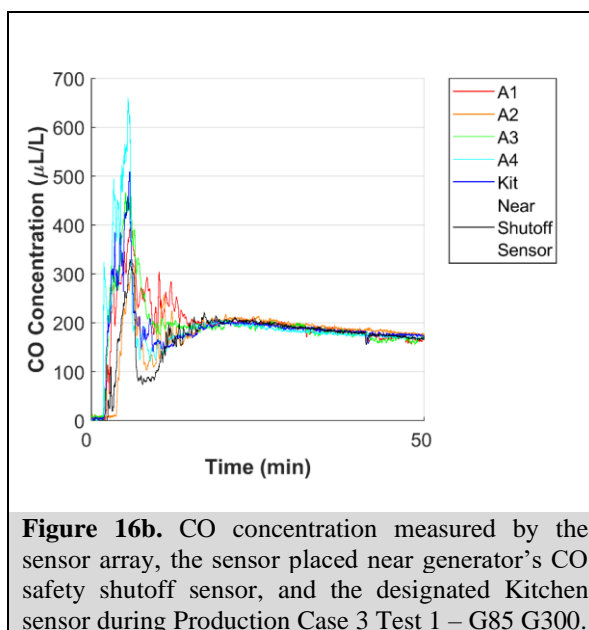 700
600
500
400
300
200
100
0
CO Concentration (µL/L)
0
50
Time (min)
A1
A2
A3
A4
Kit
Near
Shutoff
Sensor
Figure 16b. CO concentration measured by the
sensor array, the sensor placed near generator's CO
safety shutoff sensor, and the designated Kitchen
sensor during Production Case 3 Test 1 – G85 G300.